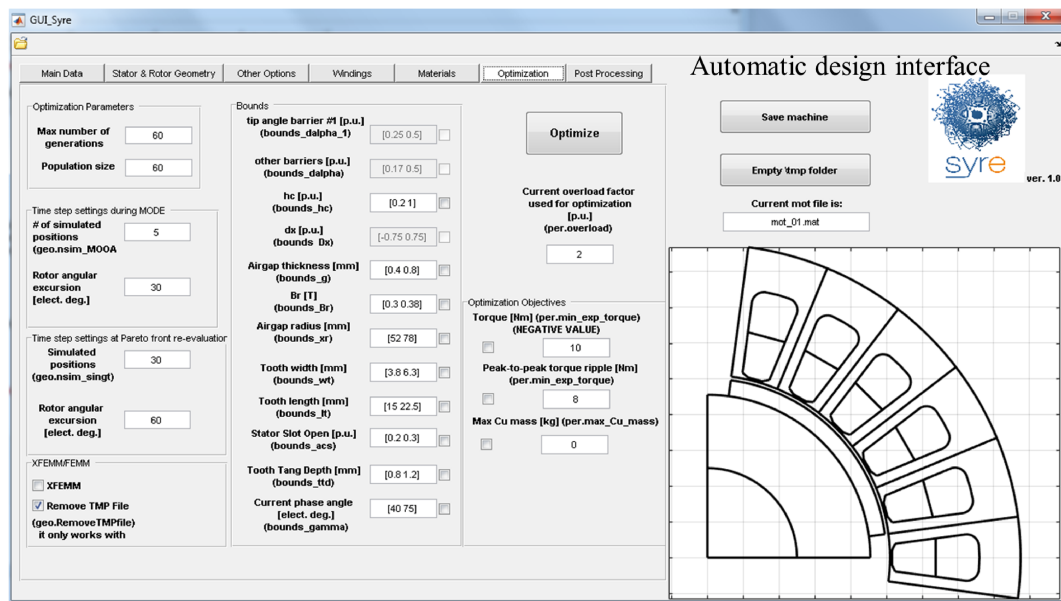 GUI_Syre
Main Data
Stator & Rotor Geometry
Other Options
Windings
Materials
Optimization
Post Processing
Automatic design interface
Optimization Parameters
Max number of
generations
60
Population size
60
Time step settings during MODE
# of simulated
positions
(geo.nsim_MOOA
5
Rotor angular
excursion
[elect. deg.]
30
Time step settings at Pareto front re-evaluation
Simulated
positions
(geo.nsim_singt)
30
Rotor angular
excursion
[elect. deg.]
60
XFEMM/FEMM
XFEMM
Remove TMP File
(geo.RemoveTMPfile)
it only works with
Bounds
tip angle barrier #1 [p.u.]
(bounds_dalpha_1)
[0.25 0.5]
other barriers [p.u.]
(bounds_dalpha)
[0.17 0.5]
hc [p.u.]
(bounds_hc)
[0.2 1]
dx [p.u.]
(bounds_Dx)
[-0.75 0.75]
Airgap thickness [mm]
(bounds_g)
[0.4 0.8]
Br [T]
(bounds_Br)
[0.3 0.38]
Airgap radius [mm]
(bounds_xr)
[52 78]
Tooth width [mm]
(bounds_wt)
[3.8 6.3]
Tooth length [mm]
(bounds_lt)
[15 22.5]
Stator Slot Open [p.u.]
(bounds_acs)
[0.2 0.3]
Tooth Tang Depth [mm]
(bounds_ttd)
[0.8 1.2]
Current phase angle
[elect. deg.]
(bounds_gamma)
[40 75]
Optimize
Current overload factor
used for optimization
[p.u.]
(per.overload)
2
Optimization Objectives
Torque [Nm] (per.min_exp_torque)
(NEGATIVE VALUE)
10
Peak-to-peak torque ripple [Nm]
(per.min_exp_torque)
8
Max Cu mass [kg] (per.max_Cu_mass)
0
Save machine
Empty \tmp folder
Current mot file is:
mot_01.mat
syre
ver. 1.0